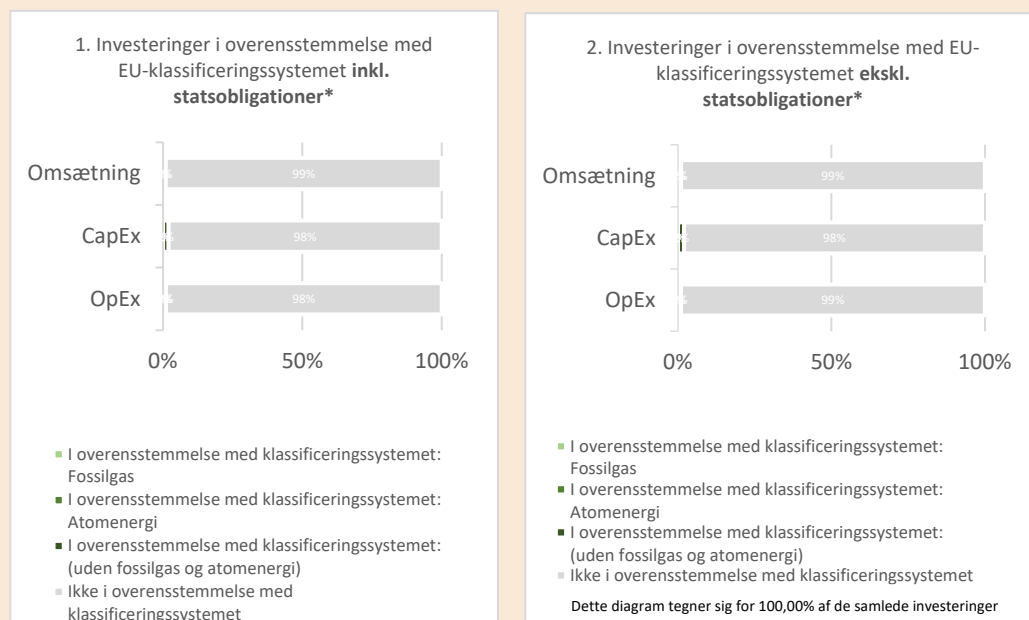 1. Investeringer i overensstemmelse med
EU-klassificeringssystemet inkl.
statsobligationer*
Omsætning
99%
CapEx
98%
OpEx
98%
0%
50%
100%
I overensstemmelse med klassificeringssystemet:
Fossilgas
I overensstemmelse med klassificeringssystemet:
Atomenergi
I overensstemmelse med klassificeringssystemet:
(uden fossilgas og atomenergi)
Ikke i overensstemmelse med
klassificeringssystemet
2. Investeringer i overensstemmelse med EU-
klassificeringssystemet ekskl.
statsobligationer*
Omsætning
99%
CapEx
98%
OpEx
99%
0%
50%
100%
I overensstemmelse med klassificeringssystemet:
Fossilgas
I overensstemmelse med klassificeringssystemet:
Atomenergi
I overensstemmelse med klassificeringssystemet:
(uden fossilgas og atomenergi)
Ikke i overensstemmelse med klassificeringssystemet
Dette diagram tegner sig for 100,00% af de samlede investeringer